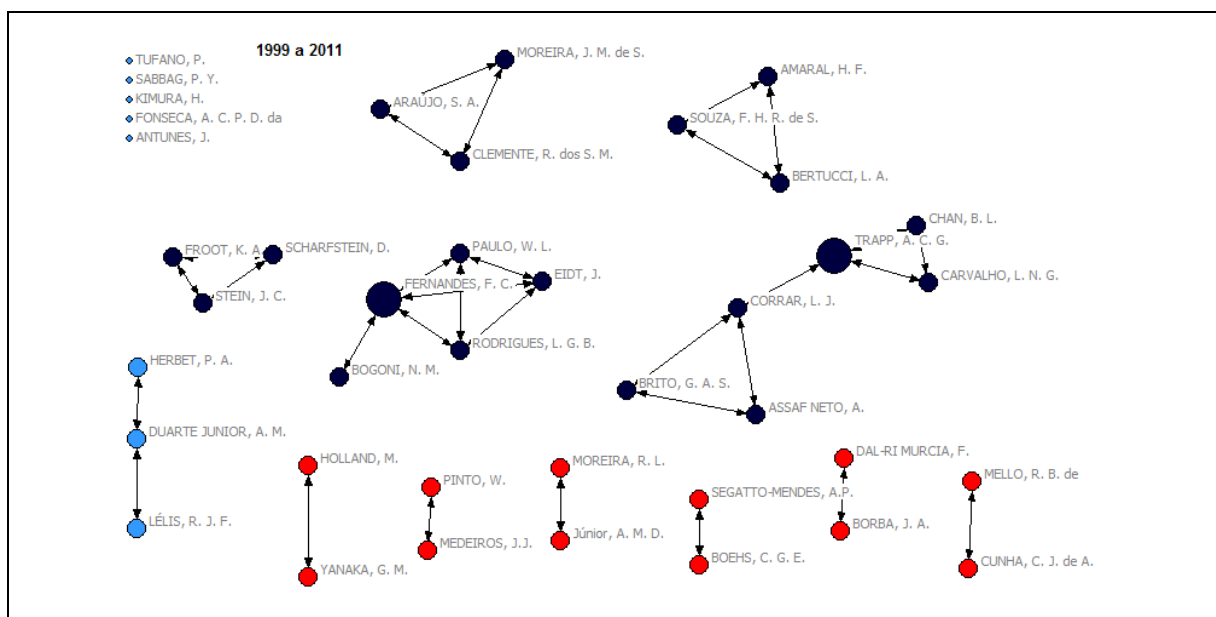 1999 a 2011
TUFANO, P.
SABBAG, P. Y.
KIMURA, H.
FONSECA, A. C. P. D. da
ANTUNES, J.
MOREIRA, J. M. de S.
ARAÚJO, S. A.
CLEMENTE, R. dos S. M.
AMARAL, H. F.
SOUZA, F. H. R. de S.
BERTUCCI, L. A.
FROOT, K. A
SCHARFSTEIN, D.
STEIN, J. C.
PAULO, W. L.
EIDT, J.
FERNANDES, F. C.
RODRIGUES, L. G. B.
BOGONI, N. M.
CHAN, B. L.
TRAPP, A. C. G.
CARVALHO, L. N. G.
CORRAR, L. J.
BRITO, G. A. S.
ASSAF NETO, A.
HERBET, P. A.
DUARTE JUNIOR, A. M.
LÉLIS, R. J. F.
HOLLAND, M.
YANAKA, G. M.
PINTO, W.
MEDEIROS, J.J.
MOREIRA, R. L.
Júnior, A. M. D.
SEGATTO-MENDES, A.P.
BOEHS, C. G. E.
DAL-RI MURCIA, F.
BORBA, J. A.
MELLO, R. B. de
CUNHA, C. J. de A.